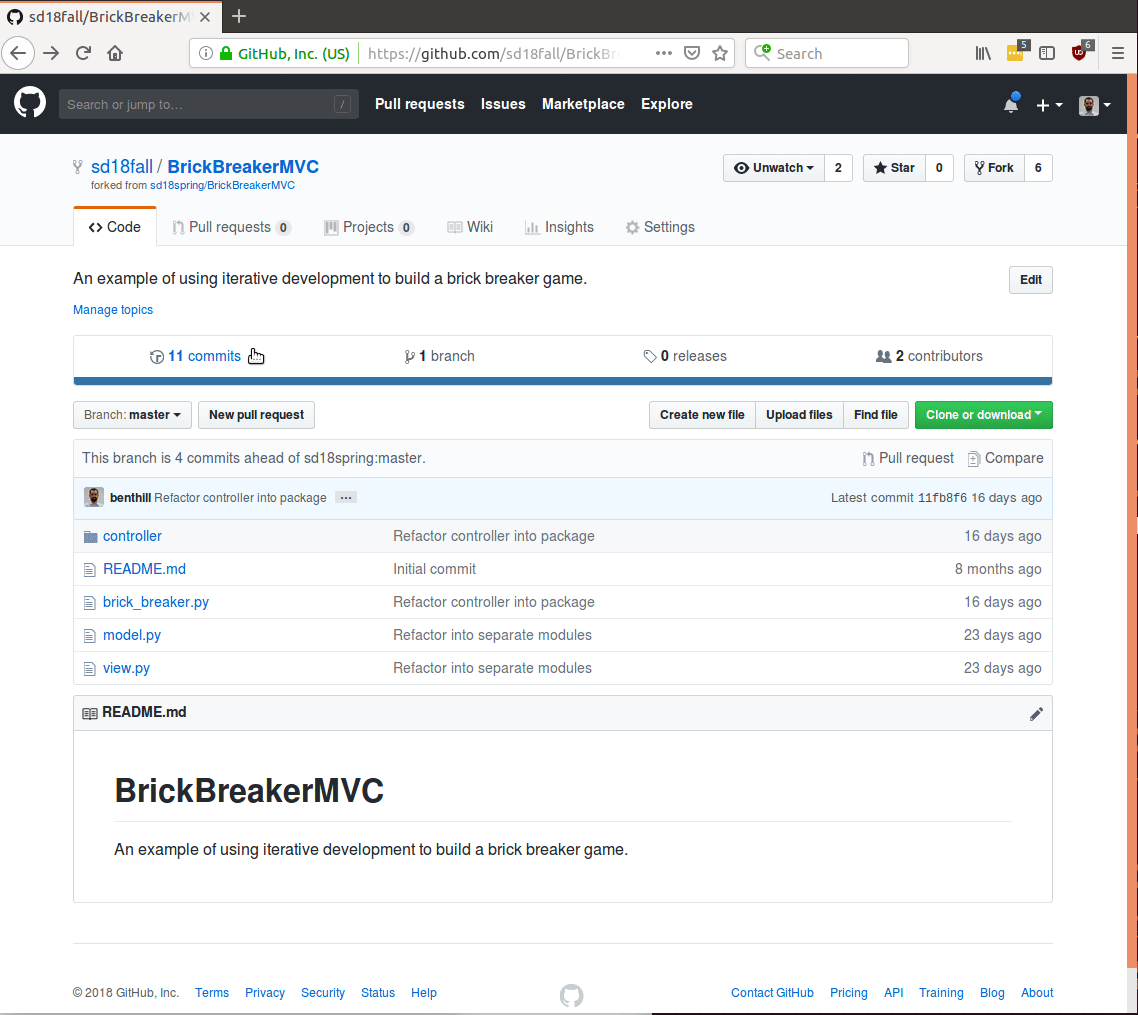 sd18fall/BrickBreakerM
GitHub, Inc. (US) https://github.com/sd18fall/BrickBr Search 5 6
Search or jump to… / Pull requests Issues Marketplace Explore
sd18fall / BrickBreakerMVC Unwatch 2 Star 0 Fork 6
forked from sd18spring/BrickBreakerMVC
Code Pull requests 0 Projects 0 Wiki Insights Settings
An example of using iterative development to build a brick breaker game. Edit
Manage topics
11 commits 1 branch 0 releases 2 contributors
Branch: master New pull request Create new file Upload files Find file Clone or download
This branch is 4 commits ahead of sd18spring:master. Pull request Compare
benthill Refactor controller into package … Latest commit 11fb8f6 16 days ago
controller Refactor controller into package 16 days ago
README.md Initial commit 8 months ago
brick_breaker.py Refactor controller into package 16 days ago
model.py Refactor into separate modules 23 days ago
view.py Refactor into separate modules 23 days ago
README.md
BrickBreakerMVC
An example of using iterative development to build a brick breaker game.
© 2018 GitHub, Inc. Terms Privacy Security Status Help Contact GitHub Pricing API Training Blog About